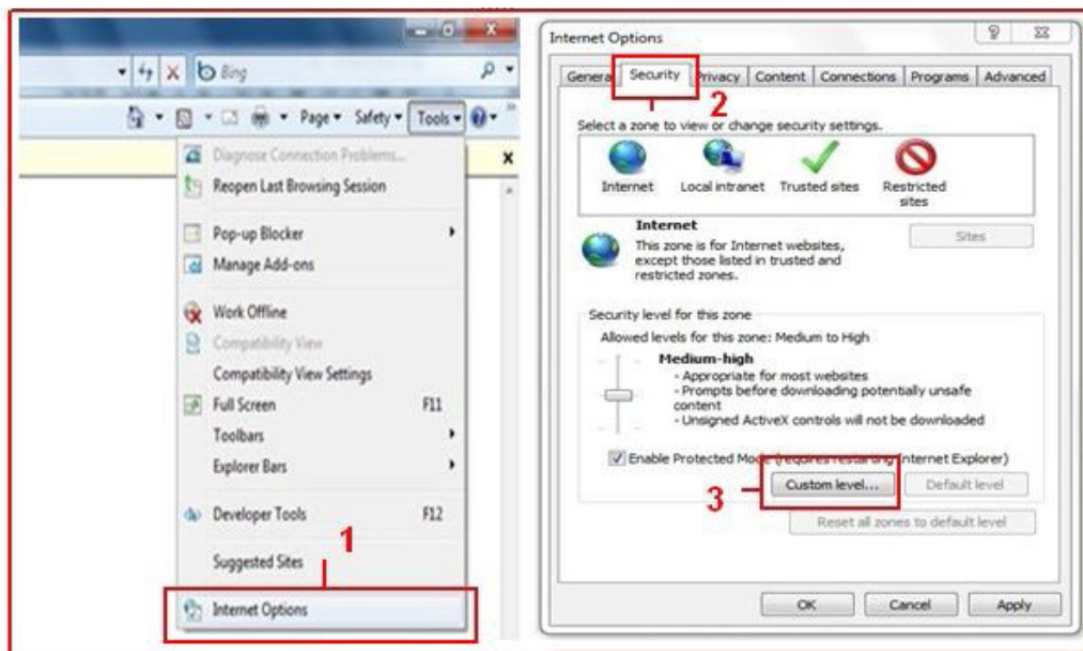 Bing
Page Safety Tools
Diagnose Connection Problems...
Reopen Last Browsing Session
Pop-up Blocker
Manage Add-ons
Work Offline
Compatibility View
Compatibility View Settings
Full Screen F11
Toolbars
Explorer Bars
Developer Tools F12
Suggested Sites
1
Internet Options
Internet Options
General Security Privacy Content Connections Programs Advanced
2
Select a zone to view or change security settings.
Internet Local intranet Trusted sites Restricted
sites
Internet
Sites
This zone is for Internet websites,
except those listed in trusted and
restricted zones.
Security level for this zone
Allowed levels for this zone: Medium to High
Medium-high
- Appropriate for most websites
- Prompts before downloading potentially unsafe
content
- Unsigned ActiveX controls will not be downloaded
Enable Protected Mode (requires restarting Internet Explorer)
3
Custom level... Default level
Reset all zones to default level
OK Cancel Apply